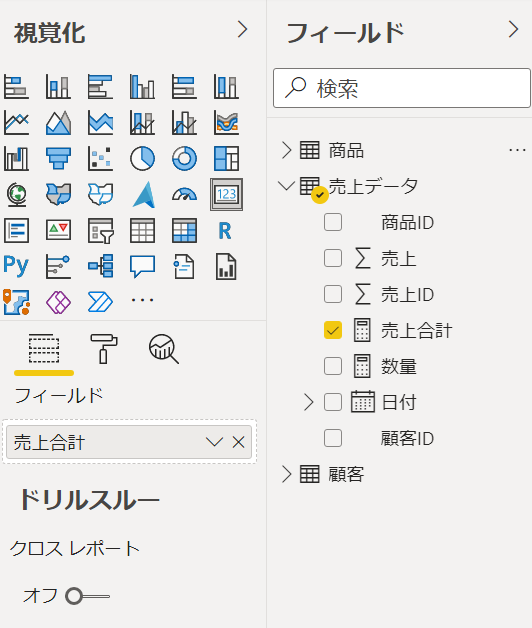 視覚化
123
R
Py
フィールド
売上合計
ドリルスルー
クロス レポート
オフ
フィールド
検索
商品
売上データ
商品ID
売上
売上ID
売上合計
数量
日付
顧客ID
顧客